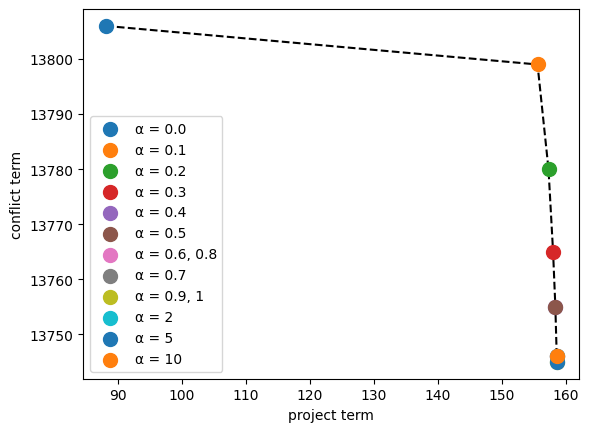 13800
13790
13780
13770
13760
13750
conflict term
α = 0.0
α = 0.1
α = 0.2
α = 0.3
α = 0.4
α = 0.5
α = 0.6, 0.8
α = 0.7
α = 0.9, 1
α = 2
α = 5
α = 10
90 100 110 120 130 140 150 160
project term